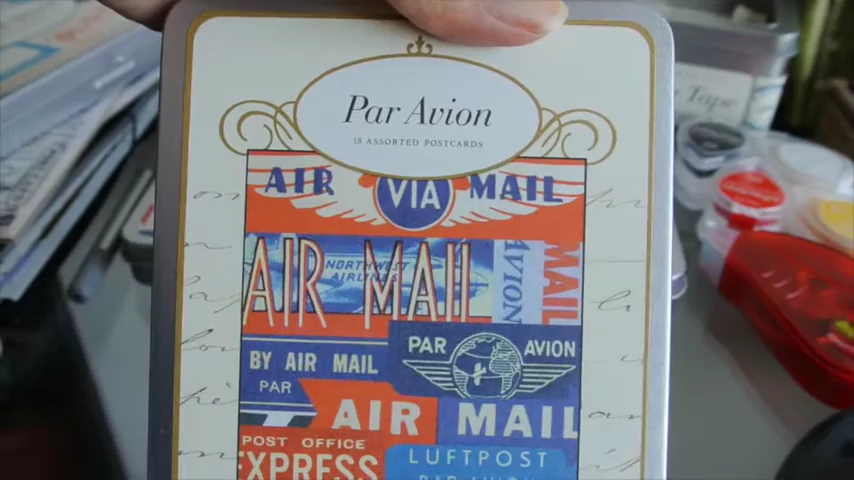 Par Avion
18 ASSORTED POSTCARDS
AIR VIA MAIL
AIR MAIL
NORTHWEST
AIRLINES
AVION
MAIL
BY AIR MAIL
PAR AVION
PAR
AIR MAIL
POST OFFICE
EXPRESS
LUFTPOST
Tape